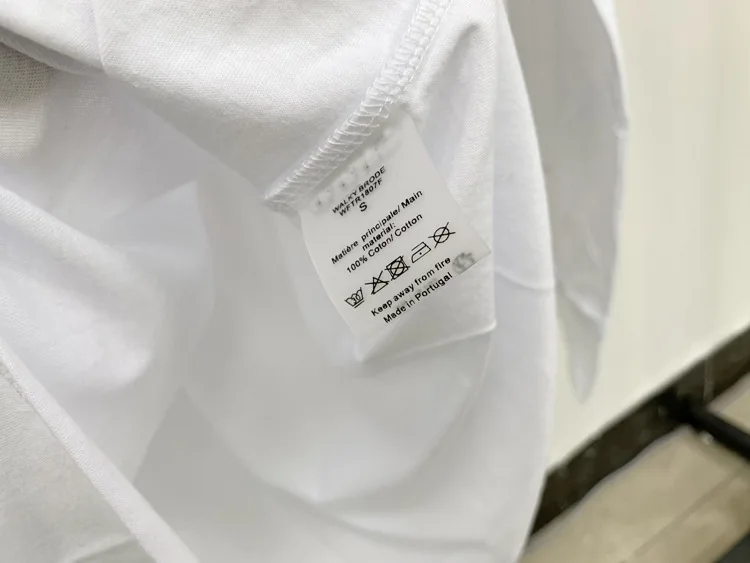 WALKY BRODE
WFTR1807F
S
Matière principale/ Main
material:
100% Coton/ Cotton
Keep away from fire
Made in Portugal